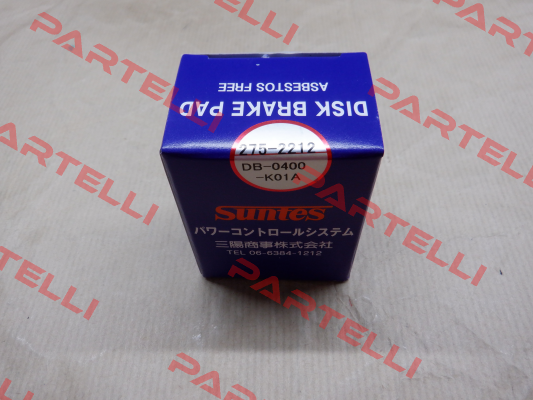 DISK BRAKE PAD
ASBESTOS FREE
275-2212
DB-0400
-K01A
Suntes
パワーコントロールシステム
三陽商事株式会社
TEL 06-6384-1212
PARTELLI
PARTELLI
PARTELLI
PARTELLI
PARTELLI
PARTELLI
PARTELLI